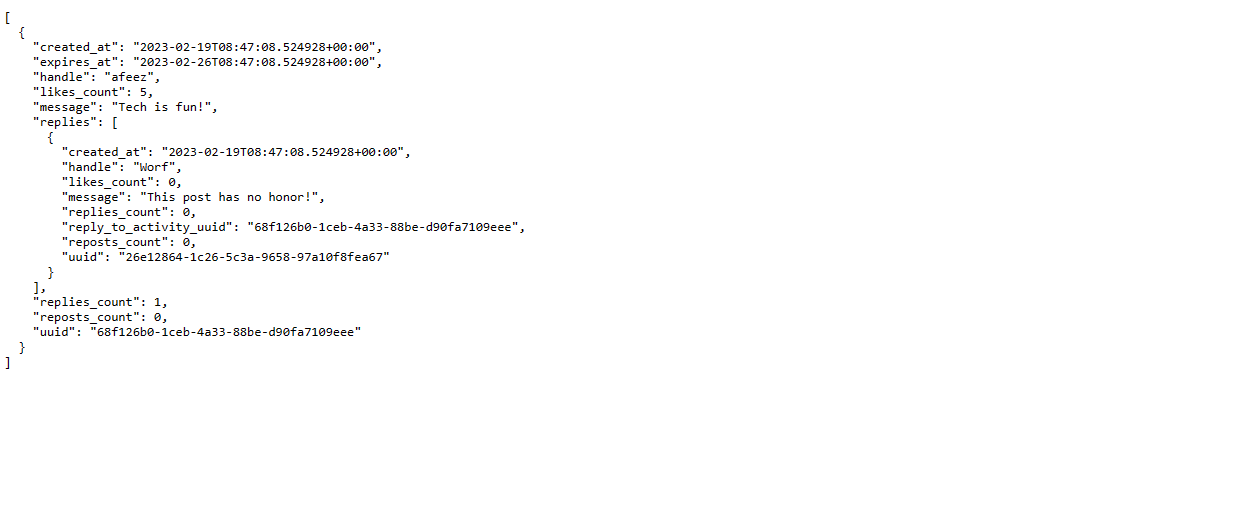 [
  {
    "created_at": "2023-02-19T08:47:08.524928+00:00",
    "expires_at": "2023-02-26T08:47:08.524928+00:00",
    "handle": "afeez",
    "likes_count": 5,
    "message": "Tech is fun!",
    "replies": [
      {
        "created_at": "2023-02-19T08:47:08.524928+00:00",
        "handle": "Worf",
        "likes_count": 0,
        "message": "This post has no honor!",
        "replies_count": 0,
        "reply_to_activity_uuid": "68f126b0-1ceb-4a33-88be-d90fa7109eee",
        "reposts_count": 0,
        "uuid": "26e12864-1c26-5c3a-9658-97a10f8fea67"
      }
    ],
    "replies_count": 1,
    "reposts_count": 0,
    "uuid": "68f126b0-1ceb-4a33-88be-d90fa7109eee"
  }
]